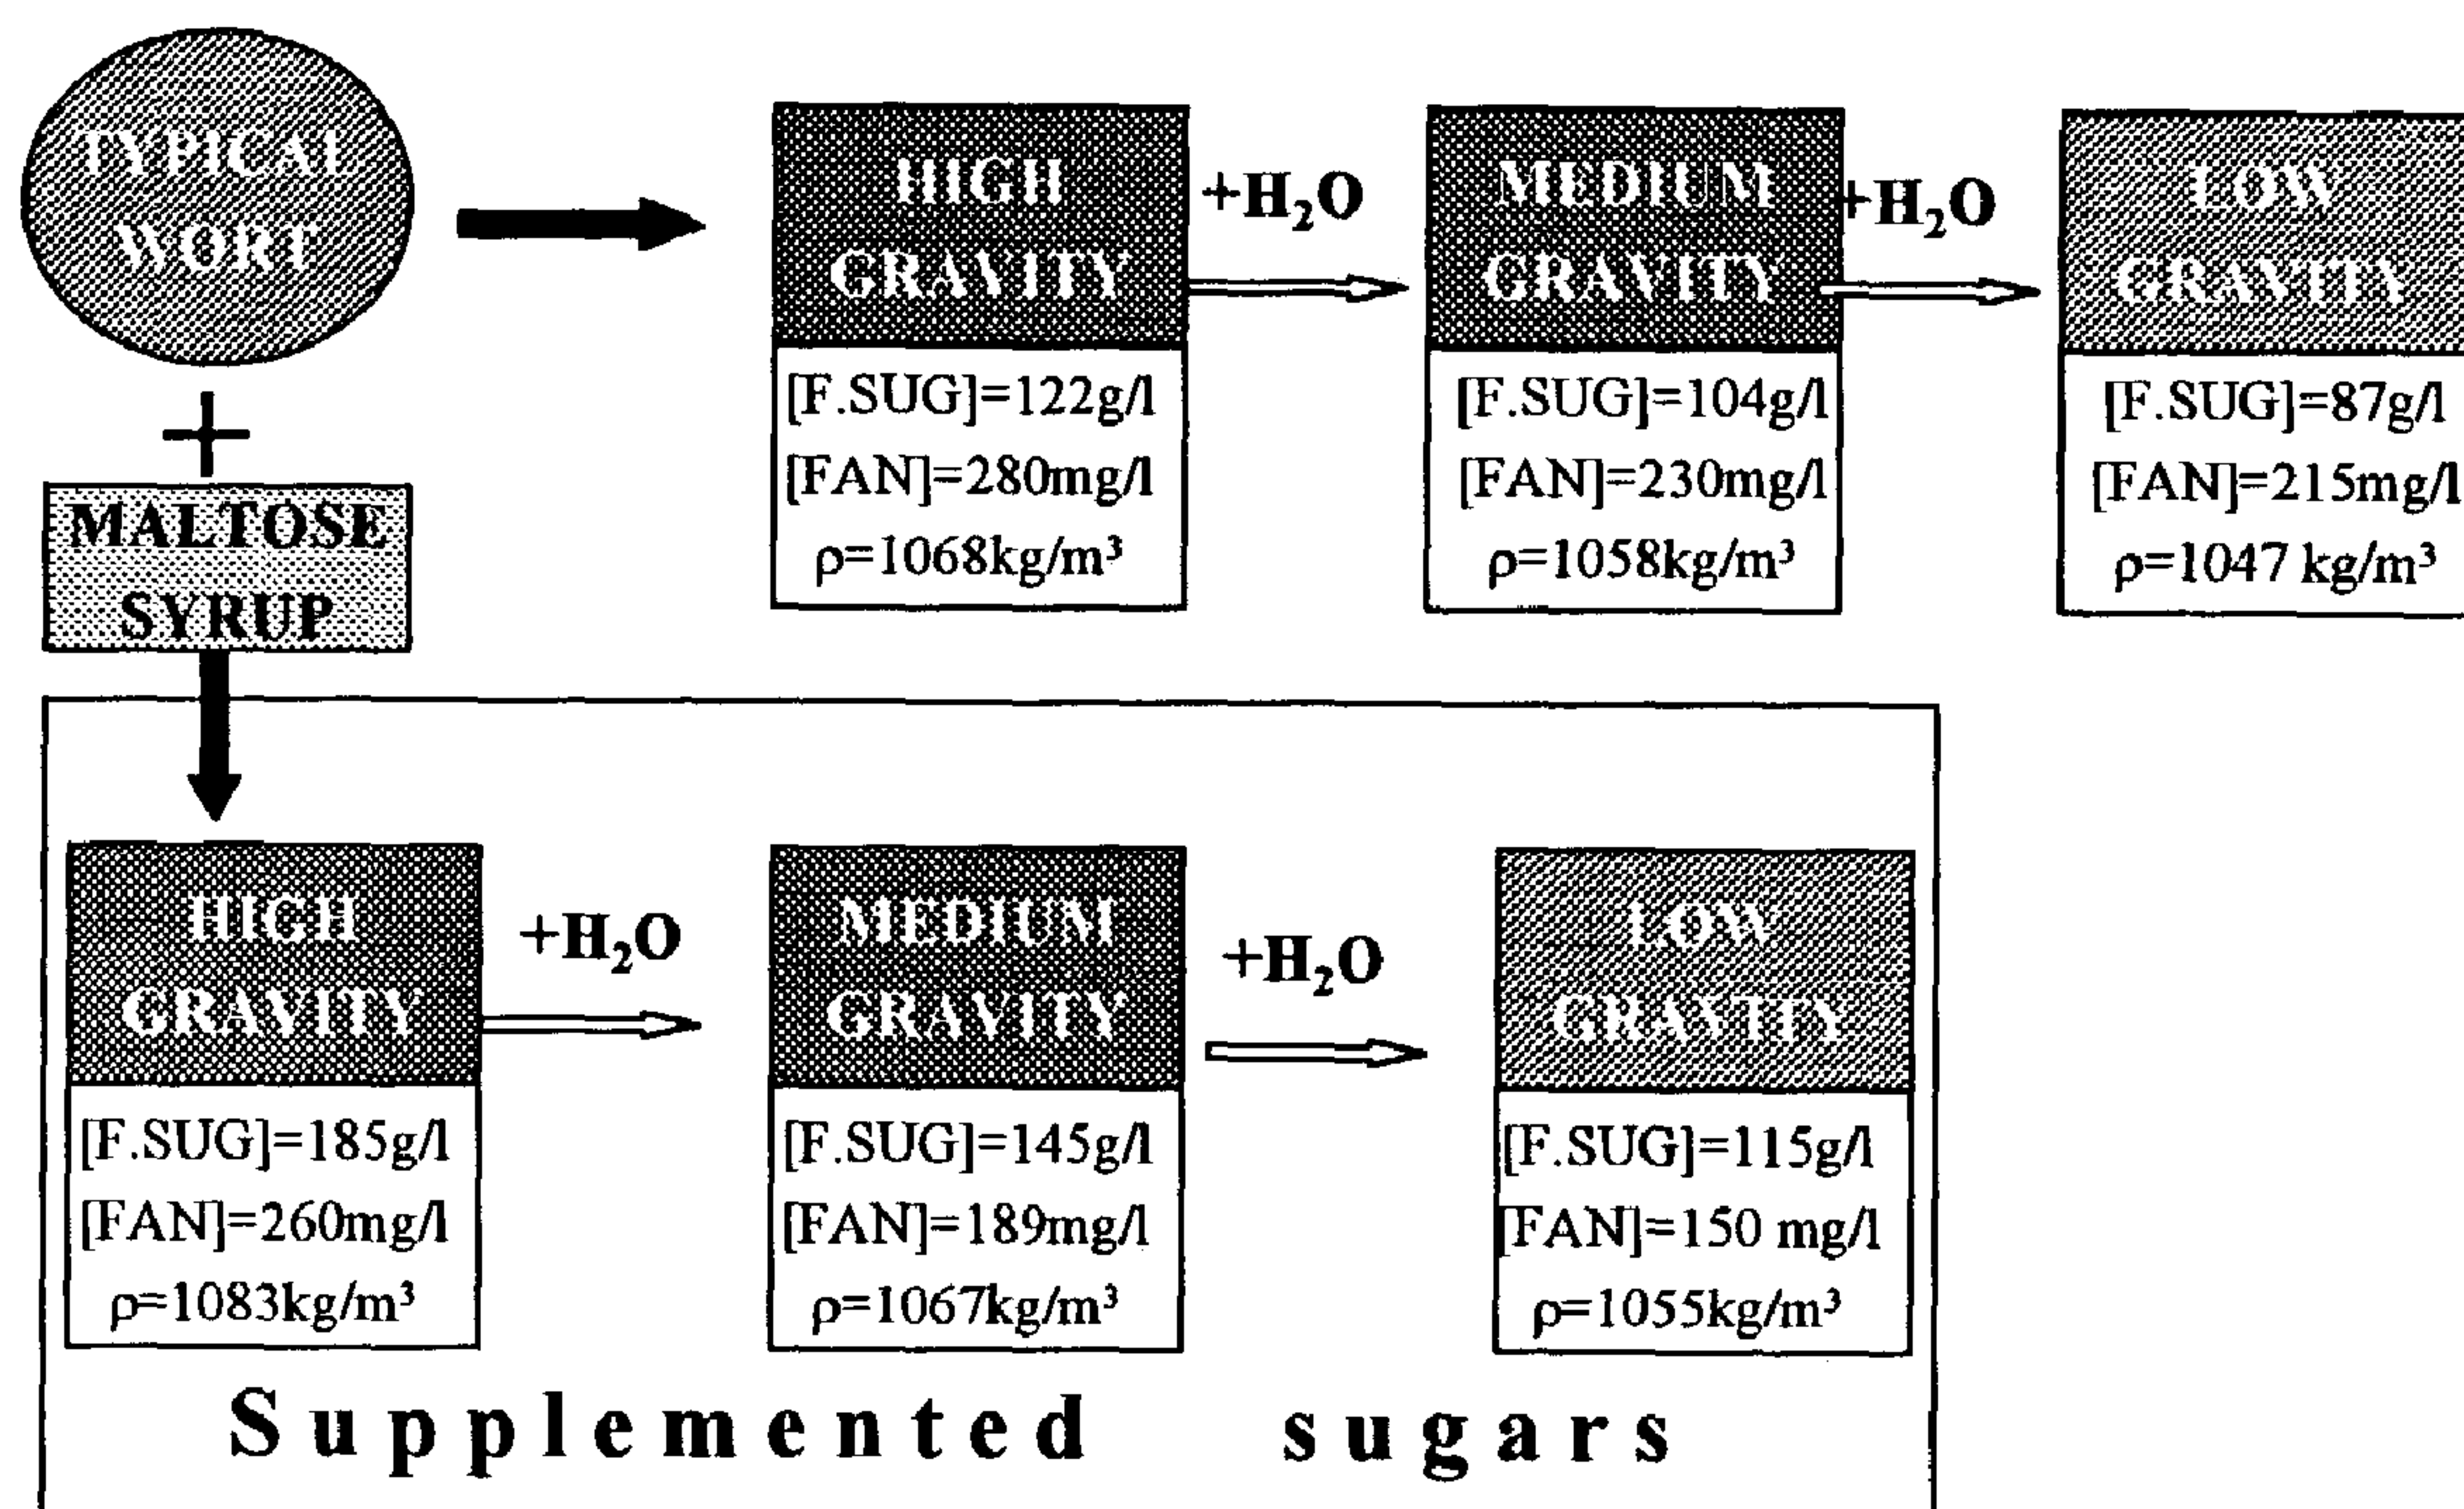 TYPICAL
WORT
HIGH
GRAVITY
[F.SUG]=122g/l
[FAN]=280mg/l
ρ=1068kg/m³
+H₂O
MEDIUM
GRAVITY
[F.SUG]=104g/l
[FAN]=230mg/l
ρ=1058kg/m³
+H₂O
LOW
GRAVITY
[F.SUG]=87g/l
[FAN]=215mg/l
ρ=1047 kg/m³
+
MALTOSE
SYRUP
HIGH
GRAVITY
[F.SUG]=185g/l
[FAN]=260mg/l
ρ=1083kg/m³
+H₂O
MEDIUM
GRAVITY
[F.SUG]=145g/l
[FAN]=189mg/l
ρ=1067kg/m³
+H₂O
LOW
GRAVITY
[F.SUG]=115g/l
[FAN]=150 mg/l
ρ=1055kg/m³
Supplemented sugars